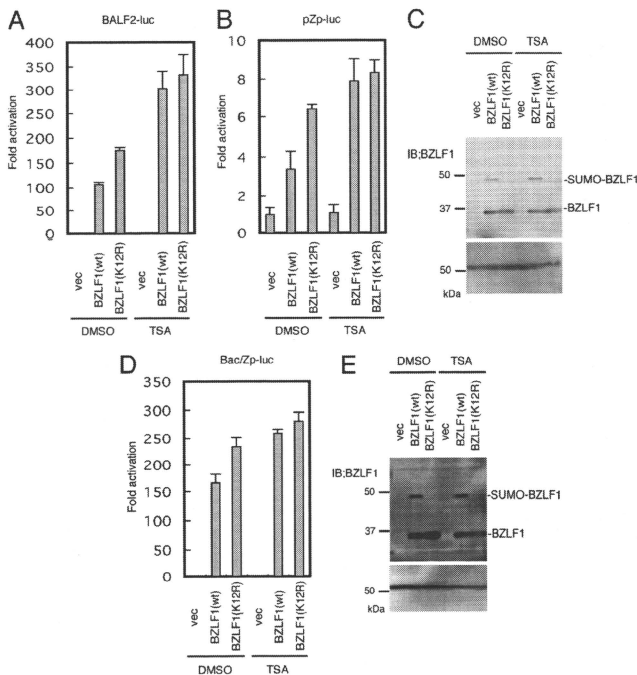 A
BALF2-luc
Fold activation
400
350
300
250
200
150
100
50
0
vec
BZLF1(wt)
BZLF1(K12R)
vec
BZLF1(wt)
BZLF1(K12R)
DMSO
TSA
B
pZp-luc
Fold activation
10
8
6
4
2
0
vec
BZLF1(wt)
BZLF1(K12R)
vec
BZLF1(wt)
BZLF1(K12R)
DMSO
TSA
C
DMSO
TSA
vec
BZLF1(wt)
BZLF1(K12R)
vec
BZLF1(wt)
BZLF1(K12R)
IB;BZLF1
50
-SUMO-BZLF1
37
-BZLF1
50
kDa
D
Bac/Zp-luc
Fold activation
350
300
250
200
150
100
50
0
vec
BZLF1(wt)
BZLF1(K12R)
vec
BZLF1(wt)
BZLF1(K12R)
DMSO
TSA
E
DMSO
TSA
vec
BZLF1(wt)
BZLF1(K12R)
vec
BZLF1(wt)
BZLF1(K12R)
IB;BZLF1
50
-SUMO-BZLF1
37
-BZLF1
50
kDa